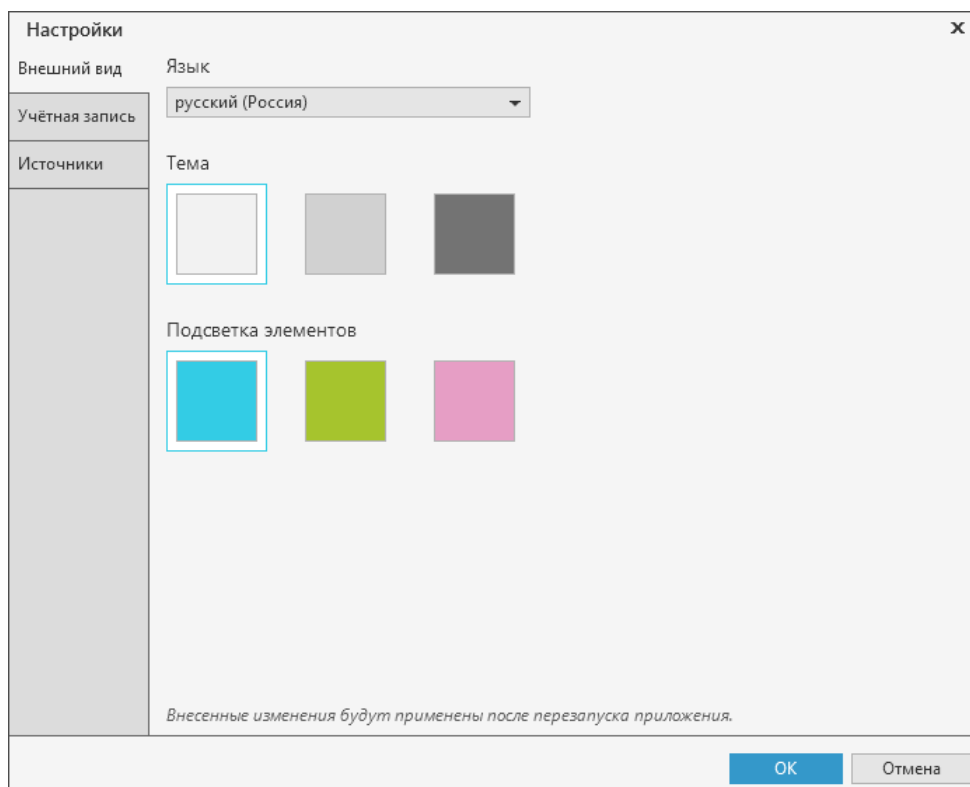 Настройки
x
Внешний вид
Учётная запись
Источники
Язык
русский (Россия)
Тема
Подсветка элементов
Внесенные изменения будут применены после перезапуска приложения.
OK
Отмена